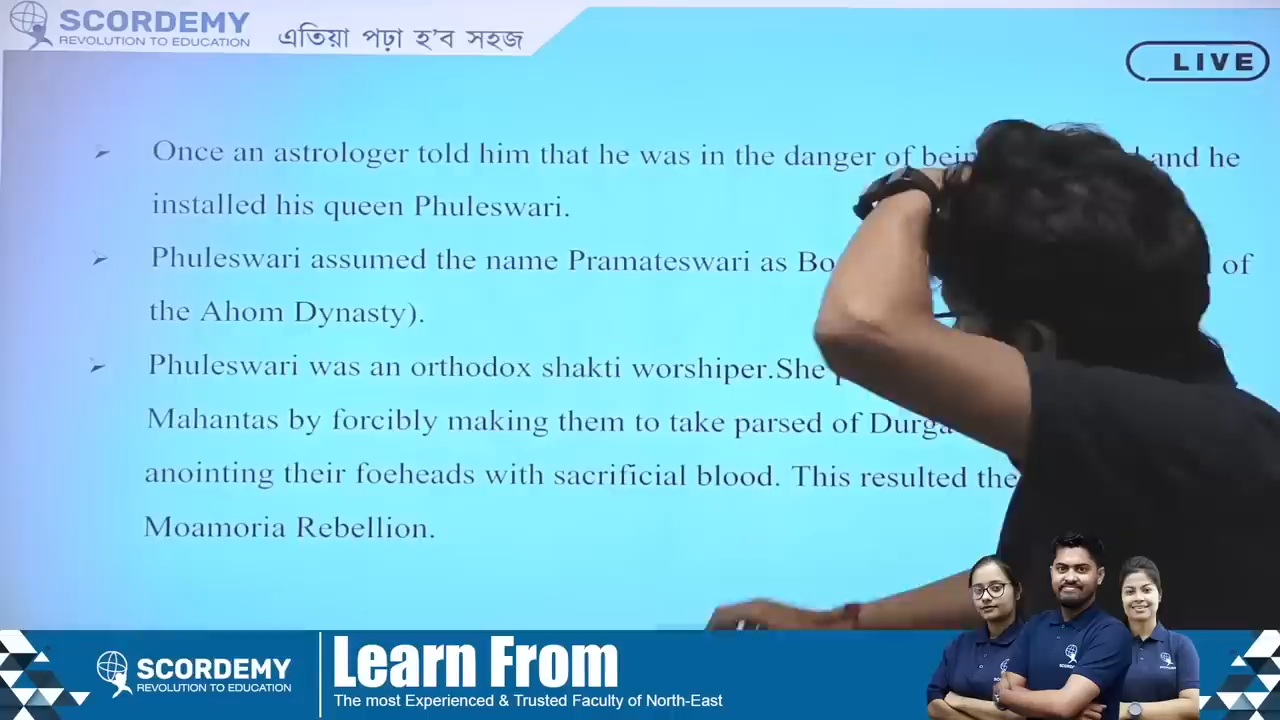 SCORDEMY
REVOLUTION TO EDUCATION
এতিয়া পঢ়া হ'ব সহজ
LIVE
Once an astrologer told him that he was in the danger of and he
installed his queen Phuleswari.
Phuleswari assumed the name Pramateswari as of
the Ahom Dynasty).
Phuleswari was an orthodox shakti worshiper.She
Mahantas by forcibly making them to take parsed of
anointing their foeheads with sacrificial blood. This resulted the
Moamoria Rebellion.
SCORDEMY
REVOLUTION TO EDUCATION
Learn From
The most Experienced & Trusted Faculty of North-East